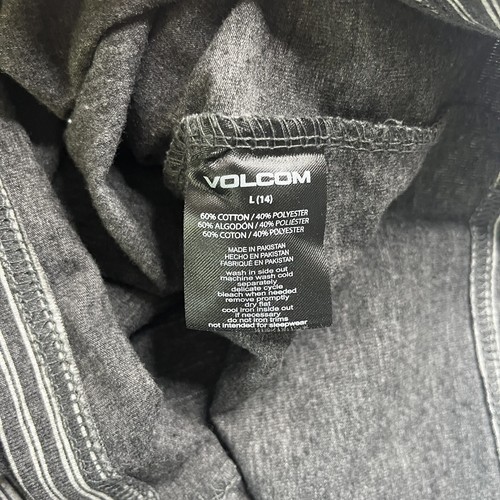 VOLCOM
L (14)
60% COTTON / 40% POLYESTER
60% ALGODÓN / 40% POLIÉSTER
60% COTON / 40% POLYESTER
MADE IN PAKISTAN
HECHO EN PAKISTÁN
FABRIQUÉ EN PAKISTAN
wash in side out
machine wash cold
separately
delicate cycle
bleach when needed
remove promptly
dry flat
cool iron inside out
if necessary
do not iron trims
not intended for sleepwear